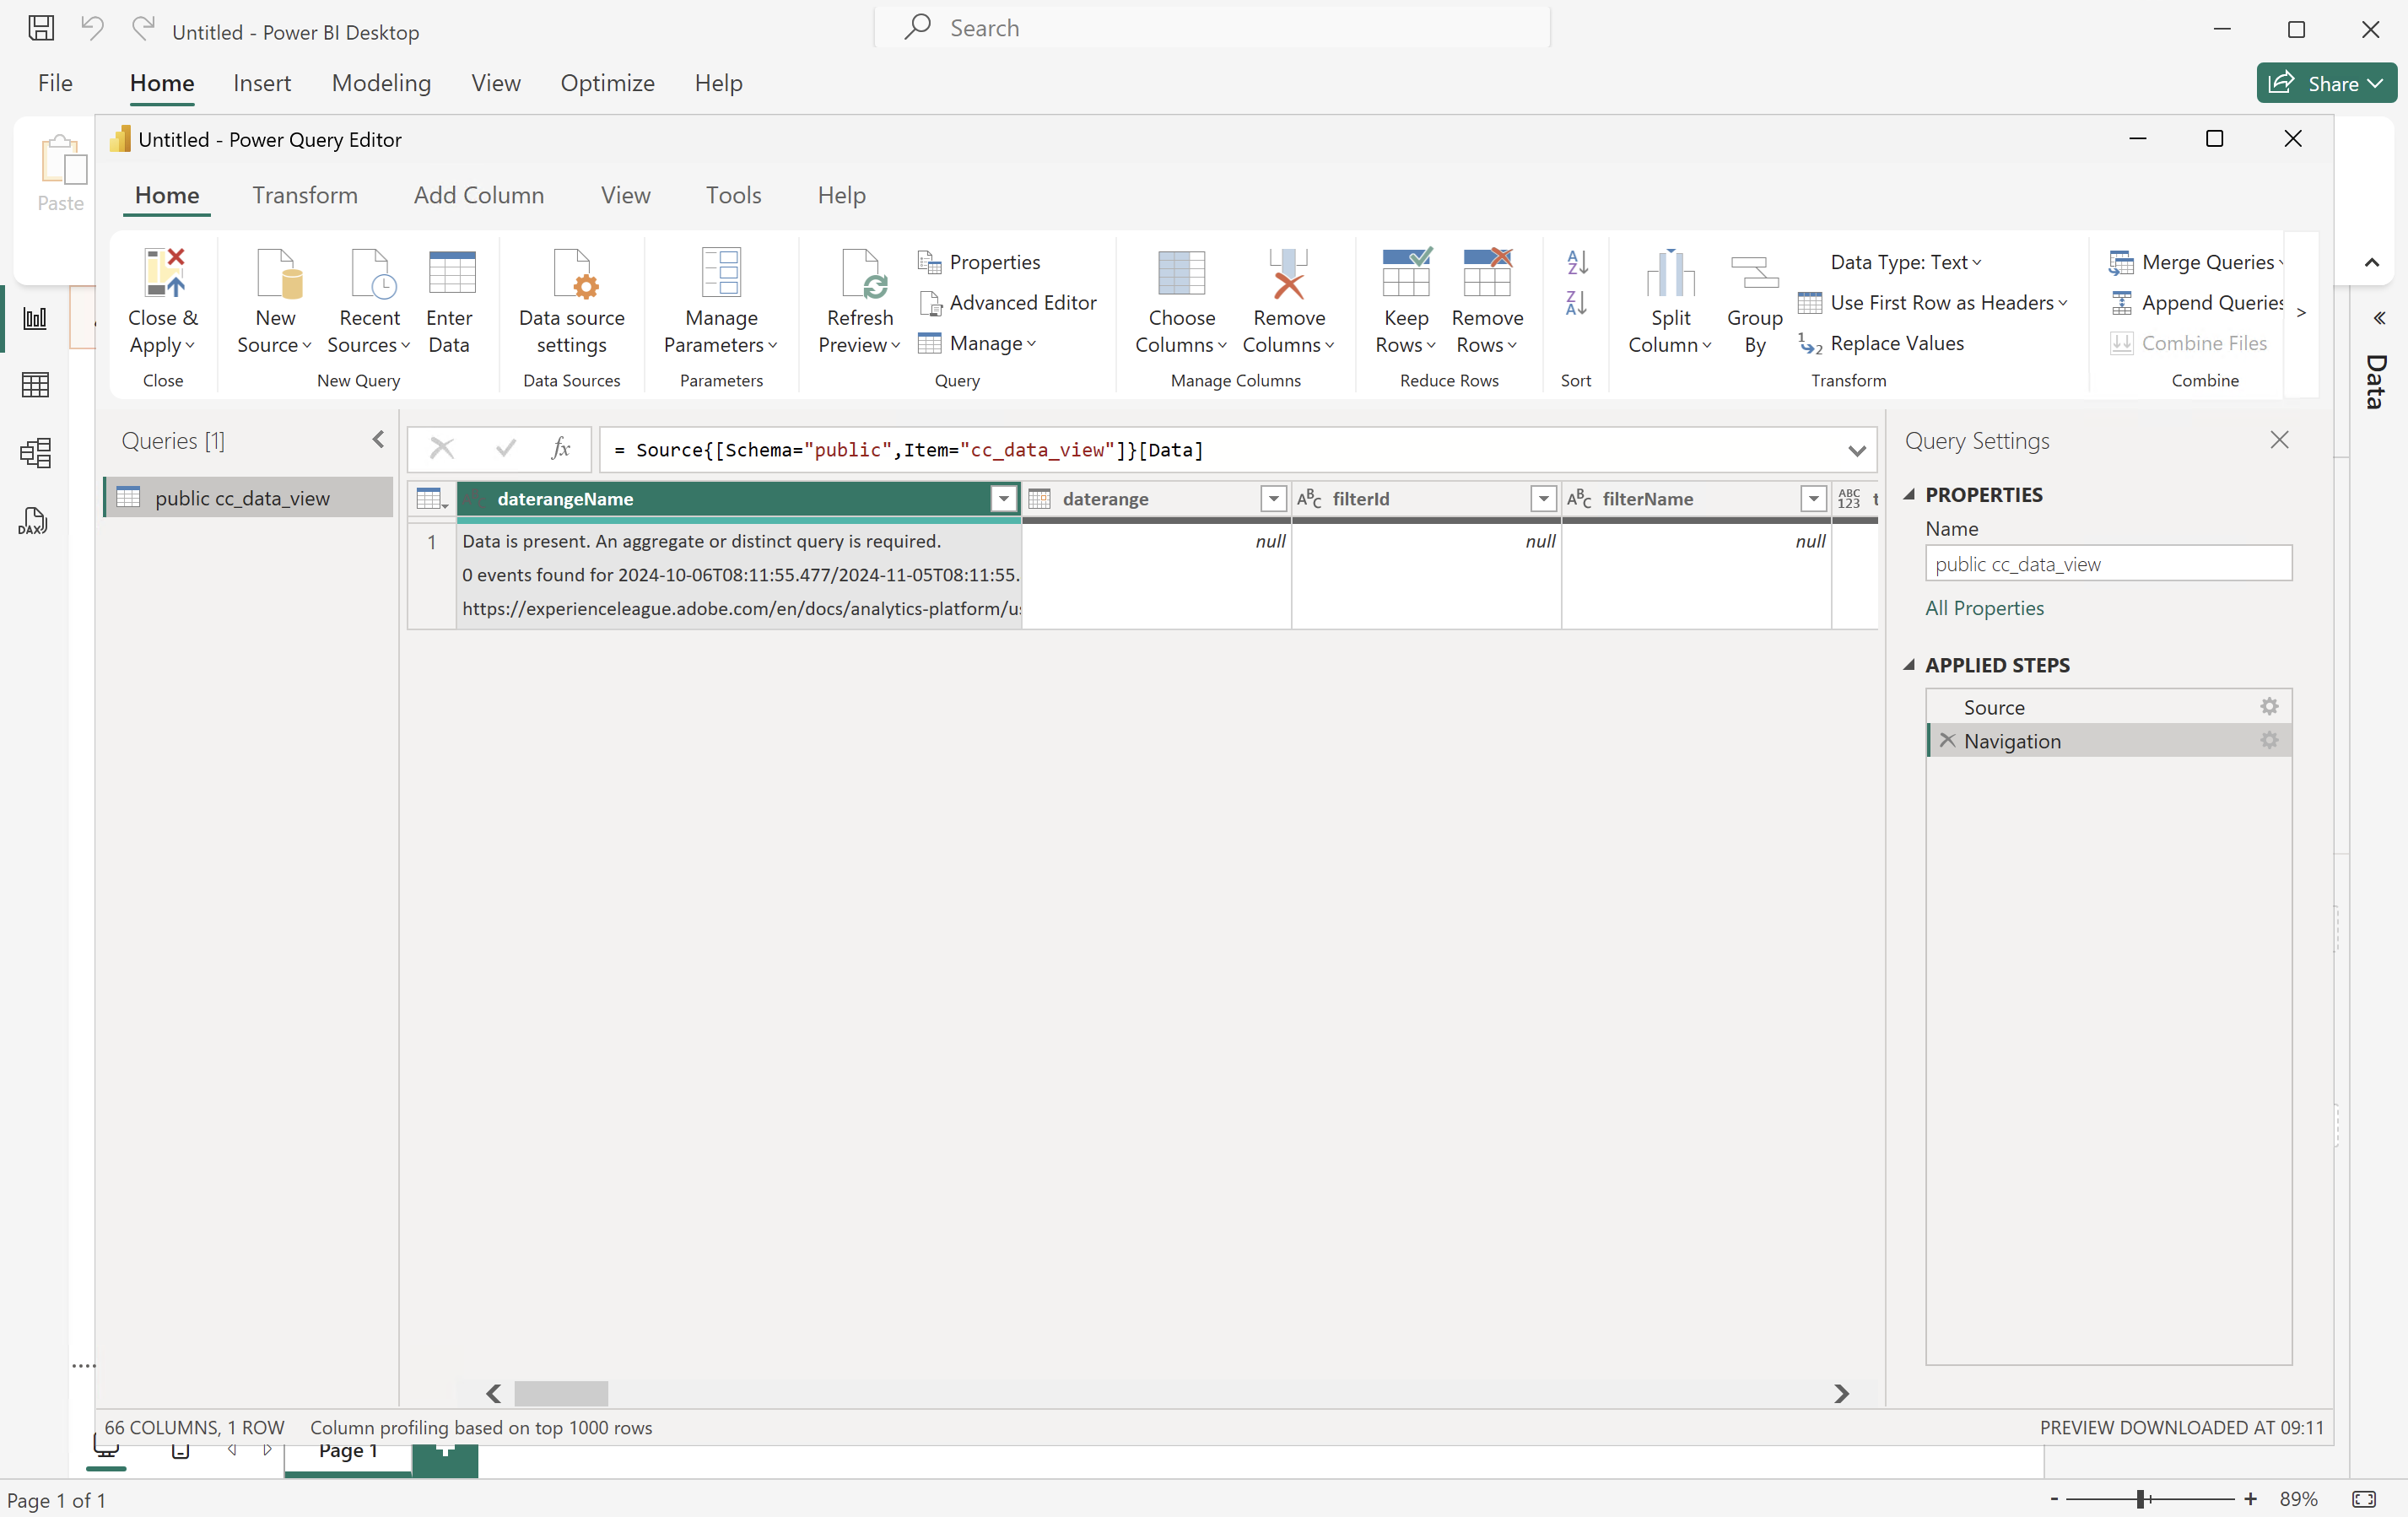 Untitled - Power BI Desktop
Search
File Home Insert Modeling View Optimize Help
Share
Paste
Untitled - Power Query Editor
Home Transform Add Column View Tools Help
Close & Apply
Close
New Source
Recent Sources
Enter Data
New Query
Data source settings
Data Sources
Manage Parameters
Parameters
Refresh Preview
Properties
Advanced Editor
Manage
Query
Choose Columns
Remove Columns
Manage Columns
Keep Rows
Remove Rows
Reduce Rows
Sort
Split Column
Group By
Data Type: Text
Use First Row as Headers
Replace Values
Transform
Merge Queries
Append Queries
Combine Files
Combine
Data
DAX
Queries [1]
public cc_data_view
fx
= Source{[Schema="public",Item="cc_data_view"]}[Data]
daterangeName daterange ABC filterId ABC filterName ABC 123 t
1 Data is present. An aggregate or distinct query is required. null null null
0 events found for 2024-10-06T08:11:55.477/2024-11-05T08:11:55.
https://experienceleague.adobe.com/en/docs/analytics-platform/u
Query Settings
PROPERTIES
Name
public cc_data_view
All Properties
APPLIED STEPS
Source
Navigation
66 COLUMNS, 1 ROW Column profiling based on top 1000 rows
PREVIEW DOWNLOADED AT 09:11
Page 1
Page 1 of 1
- + 89%